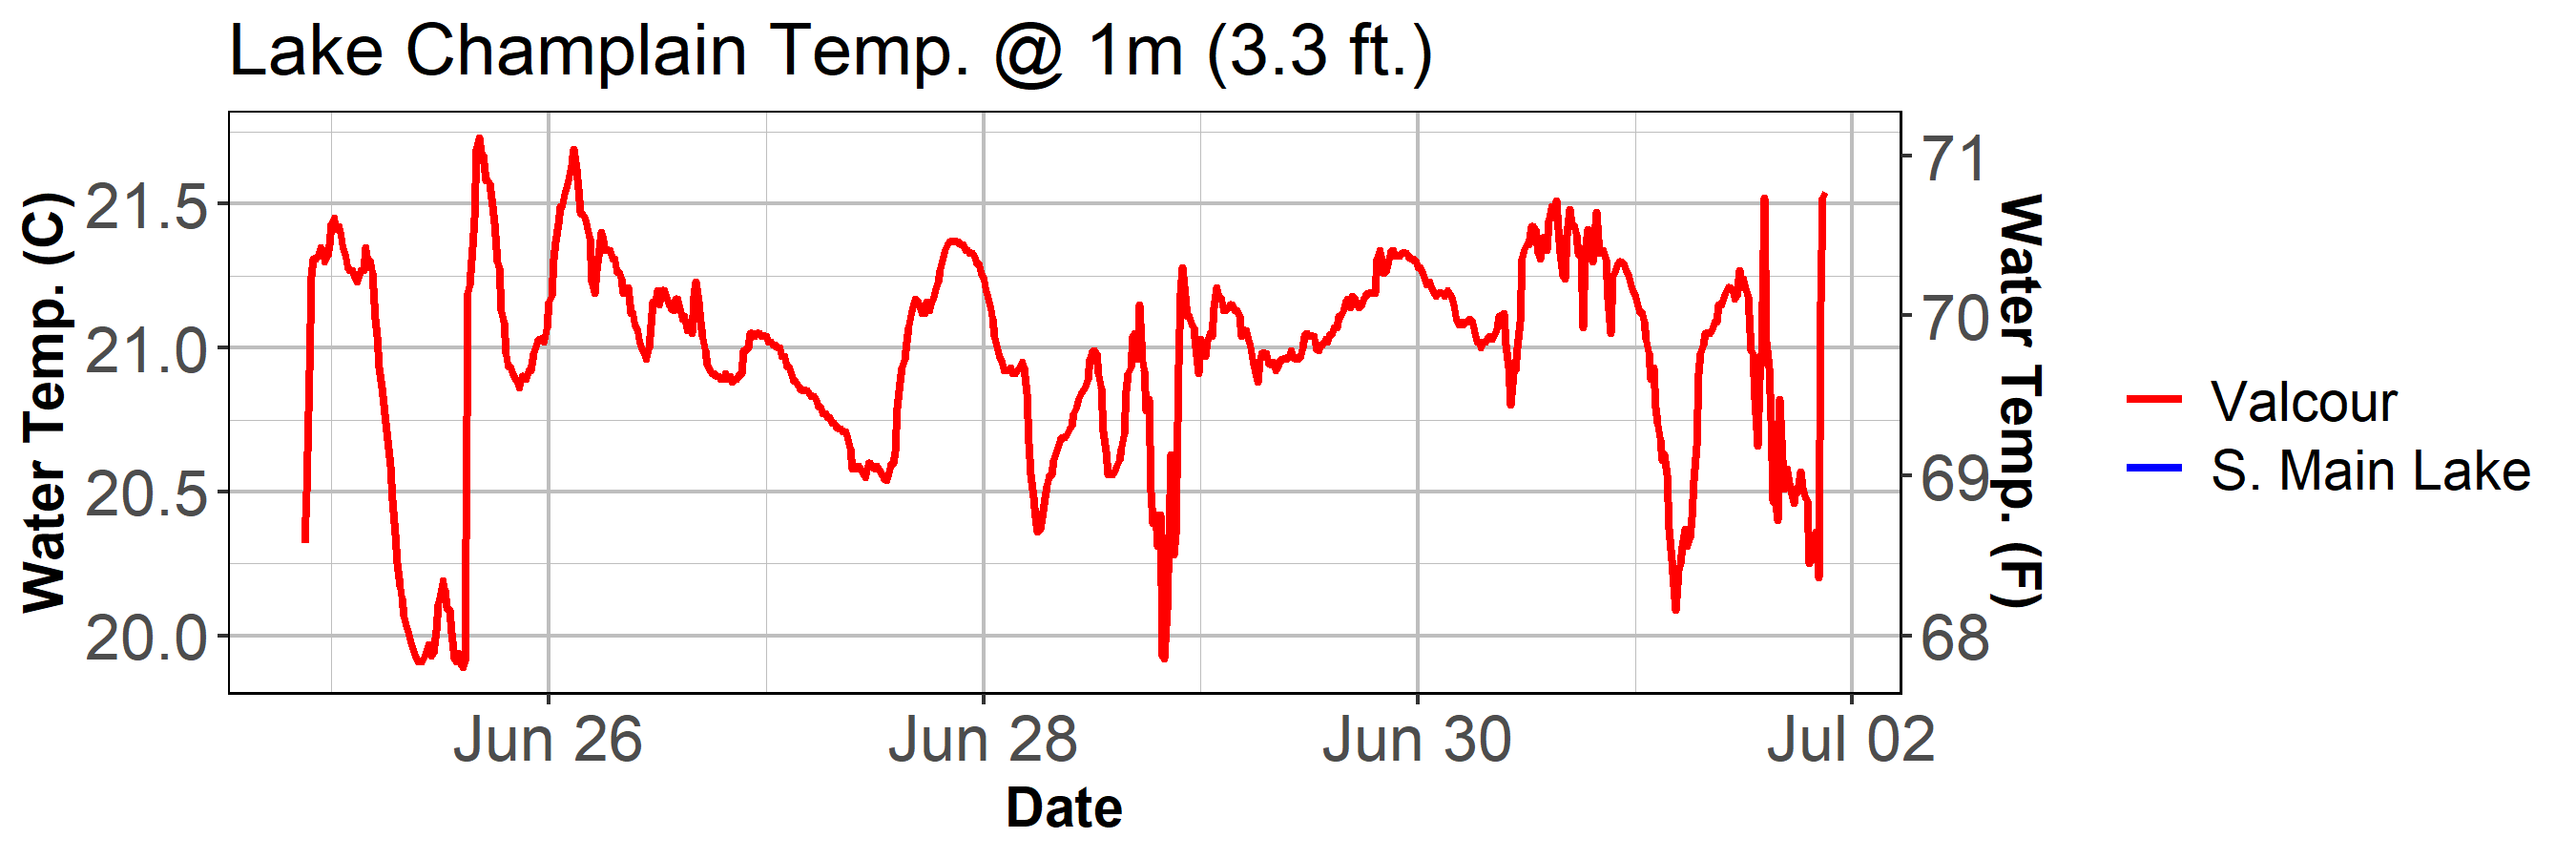 Lake Champlain Temp. @ 1m (3.3 ft.)
Water Temp. (C)
21.5
21.0
20.5
20.0
71
70
69
68
Water Temp. (F)
Jun 26
Jun 28
Jun 30
Jul 02
Date
Valcour
S. Main Lake